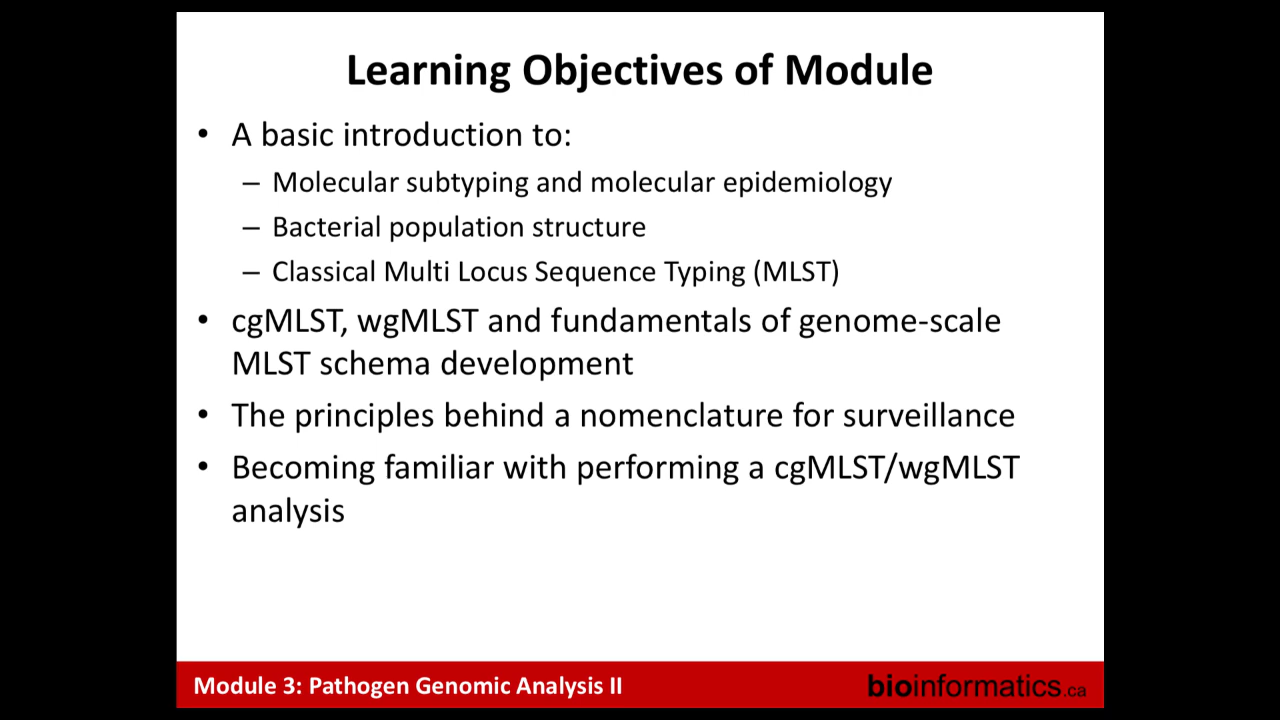 Learning Objectives of Module
• A basic introduction to:
– Molecular subtyping and molecular epidemiology
– Bacterial population structure
– Classical Multi Locus Sequence Typing (MLST)
• cgMLST, wgMLST and fundamentals of genome-scale
MLST schema development
• The principles behind a nomenclature for surveillance
• Becoming familiar with performing a cgMLST/wgMLST
analysis
Module 3: Pathogen Genomic Analysis II
bioinformatics.ca